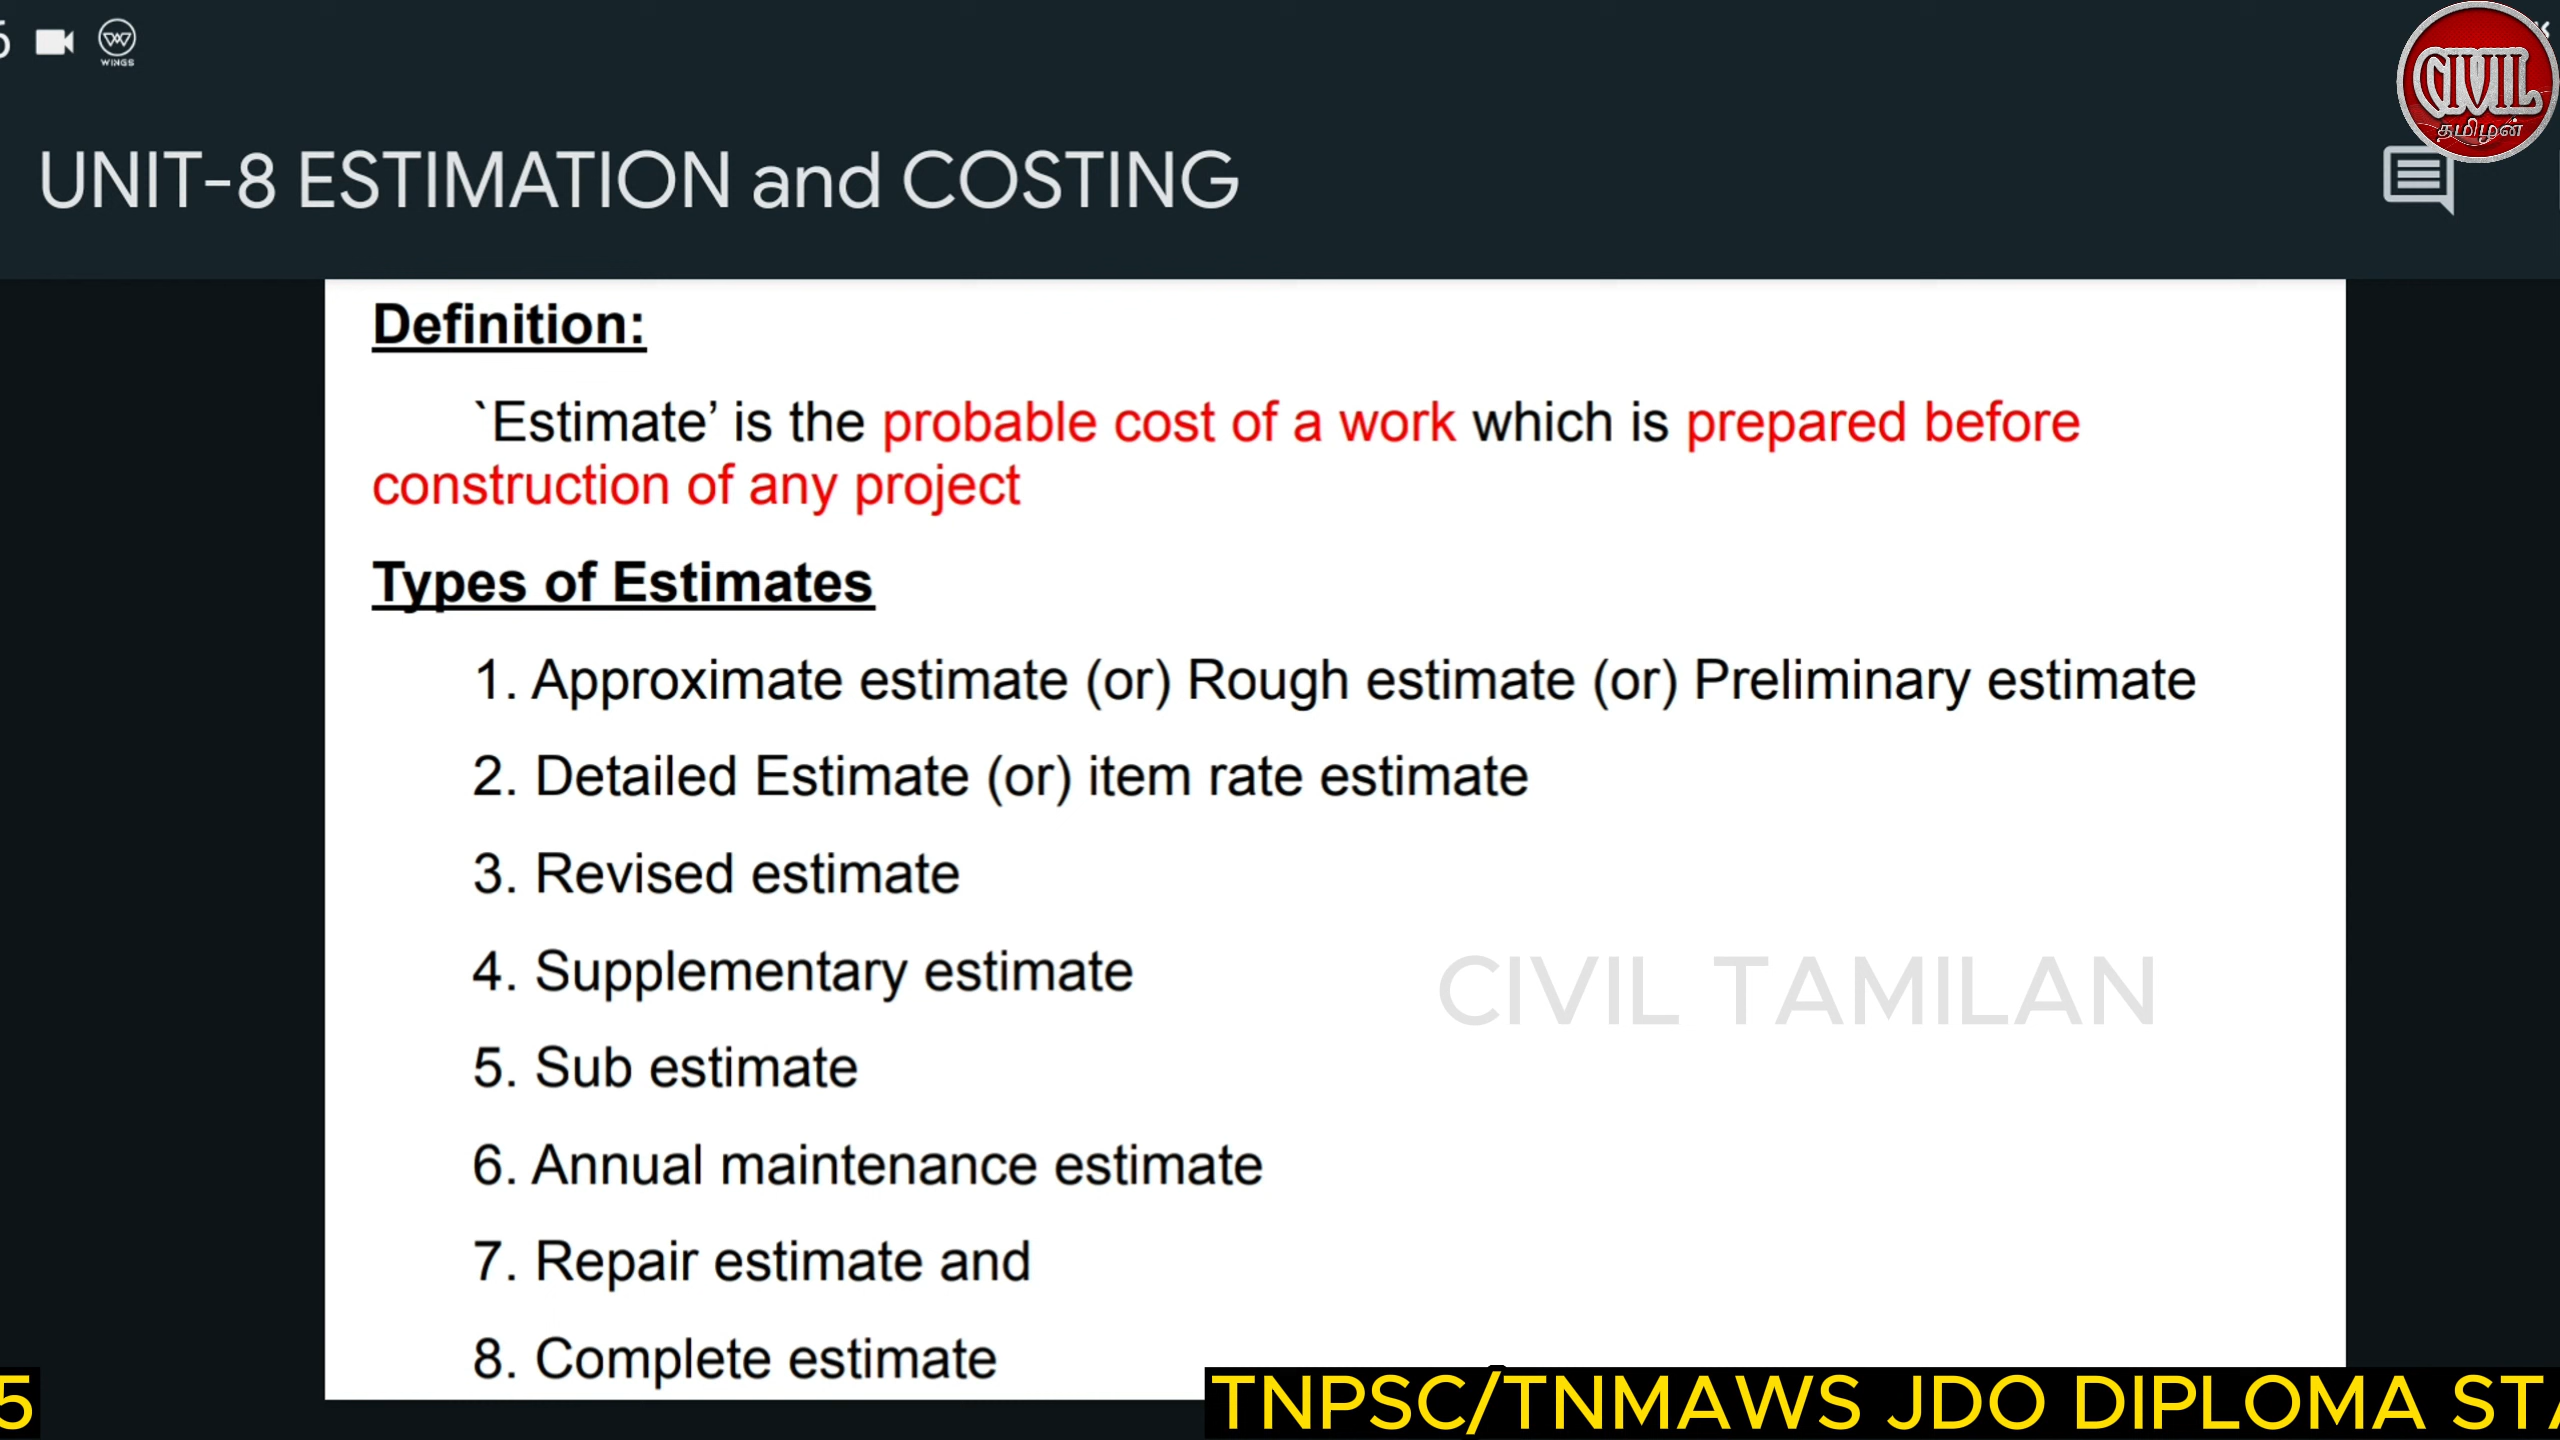 WINGS
CIVIL
தமிழன்
UNIT-8 ESTIMATION and COSTING
Definition:
`Estimate’ is the probable cost of a work which is prepared before
construction of any project
Types of Estimates
1. Approximate estimate (or) Rough estimate (or) Preliminary estimate
2. Detailed Estimate (or) item rate estimate
3. Revised estimate
4. Supplementary estimate
CIVIL TAMILAN
5. Sub estimate
6. Annual maintenance estimate
7. Repair estimate and
8. Complete estimate
5
TNPSC/TNMAWS JDO DIPLOMA